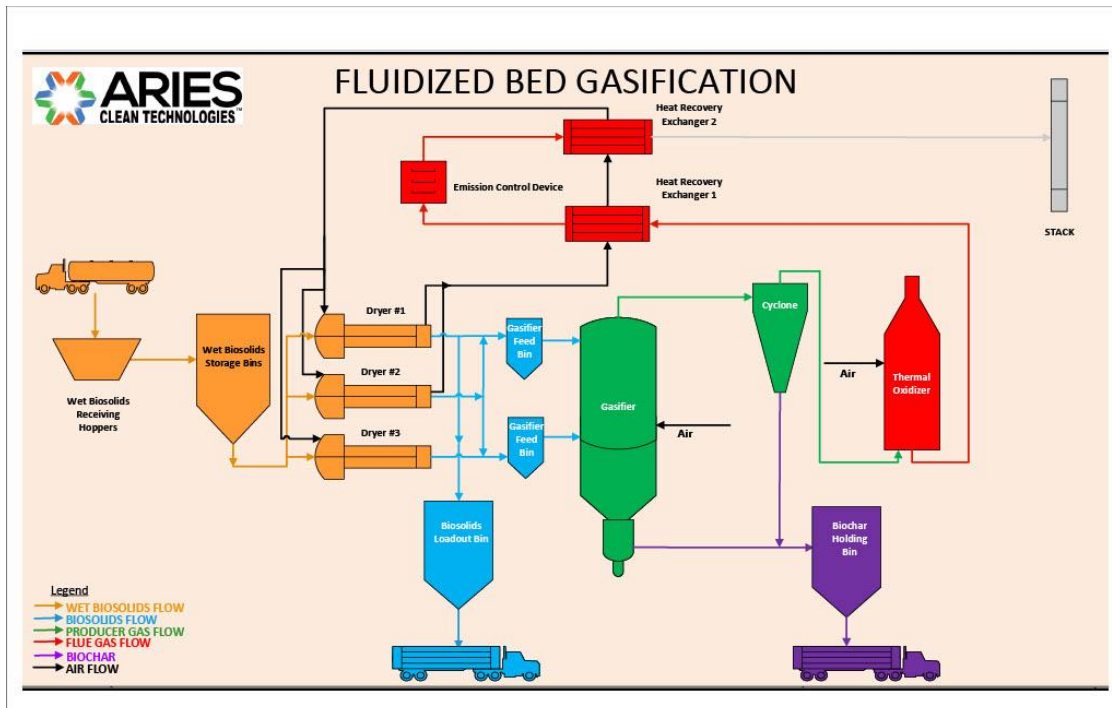 ARIES
CLEAN TECHNOLOGIES™
FLUIDIZED BED GASIFICATION
Heat Recovery
Exchanger 2
Emission Control Device
Heat Recovery
Exchanger 1
STACK
Dryer #1
Gasifier
Feed
Bin
Cyclone
Wet Biosolids
Storage Bins
Dryer #2
Air
Thermal
Oxidizer
Wet Biosolids
Receiving
Hoppers
Gasifier
Dryer #3
Gasifier
Feed
Bin
Air
Biosolids
Loadout Bin
Biochar
Holding
Bin
Legend
WET BIOSOLIDS FLOW
BIOSOLIDS FLOW
PRODUCER GAS FLOW
FLUE GAS FLOW
BIOCHAR
AIR FLOW